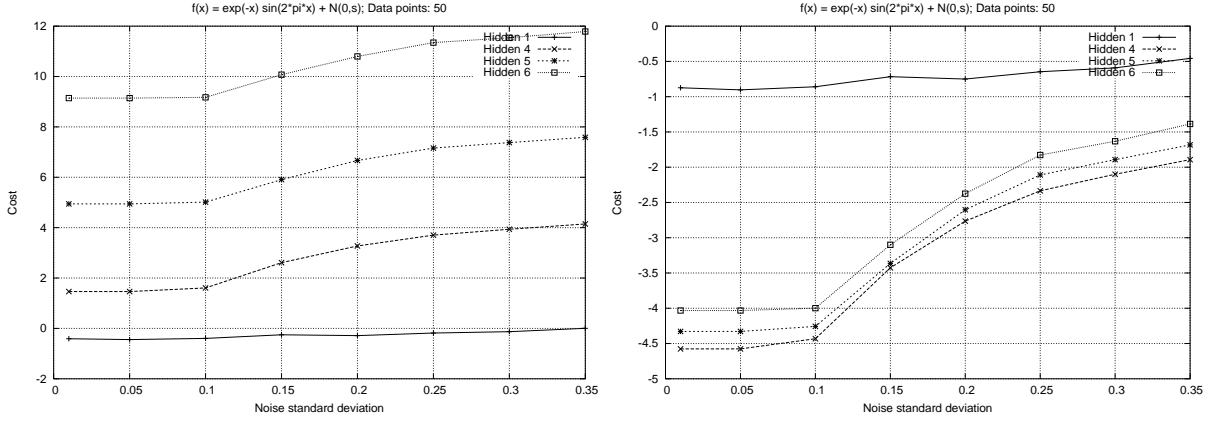 f(x) = exp(-x) sin(2*pi*x) + N(0,s); Data points: 50
12
10
8
6
4
2
0
-2
Cost
0
0.05
0.1
0.15
0.2
0.25
0.3
0.35
Noise standard deviation
Hidden 1
Hidden 4
Hidden 5
Hidden 6
f(x) = exp(-x) sin(2*pi*x) + N(0,s); Data points: 50
0
-0.5
-1
-1.5
-2
-2.5
-3
-3.5
-4
-4.5
-5
Cost
0
0.05
0.1
0.15
0.2
0.25
0.3
0.35
Noise standard deviation
Hidden 1
Hidden 4
Hidden 5
Hidden 6